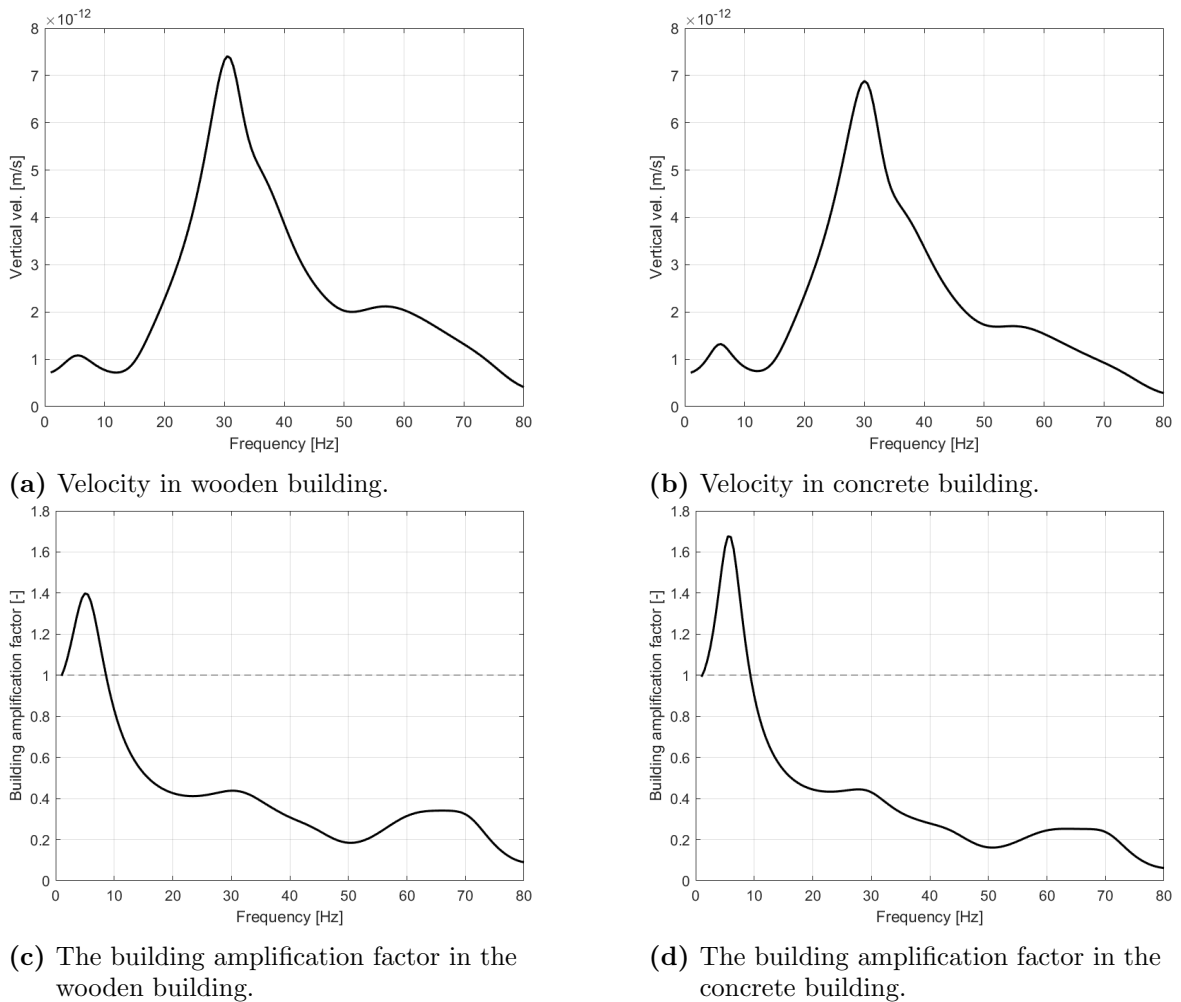 ×10⁻¹²
8
7
6
5
4
3
2
1
0
0 10 20 30 40 50 60 70 80
Vertical vel. [m/s]
Frequency [Hz]
(a) Velocity in wooden building.
×10⁻¹²
8
7
6
5
4
3
2
1
0
0 10 20 30 40 50 60 70 80
Vertical vel. [m/s]
Frequency [Hz]
(b) Velocity in concrete building.
1.8
1.6
1.4
1.2
1
0.8
0.6
0.4
0.2
0
0 10 20 30 40 50 60 70 80
Building amplification factor [-]
Frequency [Hz]
(c) The building amplification factor in the
wooden building.
1.8
1.6
1.4
1.2
1
0.8
0.6
0.4
0.2
0
0 10 20 30 40 50 60 70 80
Building amplification factor [-]
Frequency [Hz]
(d) The building amplification factor in the
concrete building.